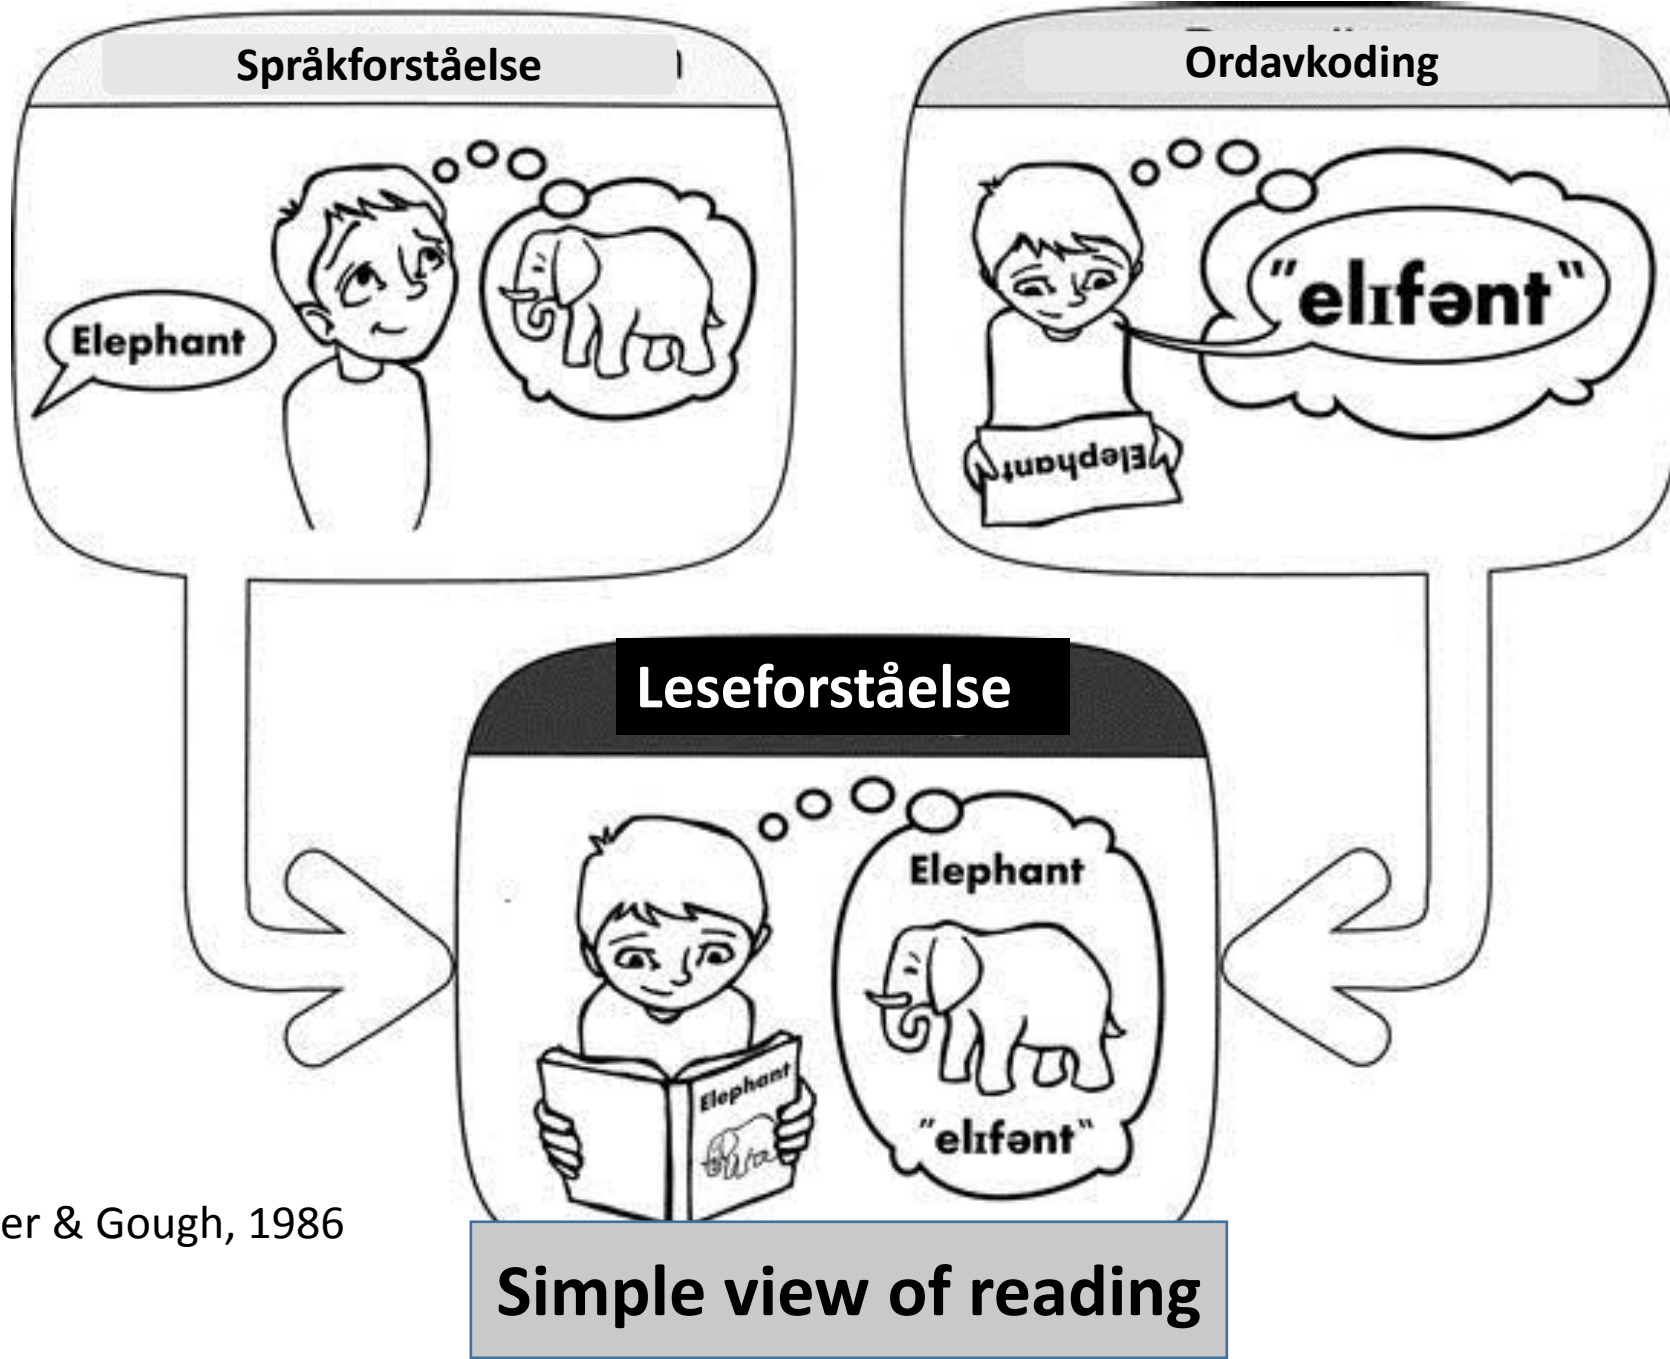 Språkforståelse
Ordavkoding
Elephant
"elɪfənt"
Elephant
Leseforståelse
Elephant
"elɪfənt"
Elephant
er & Gough, 1986
Simple view of reading